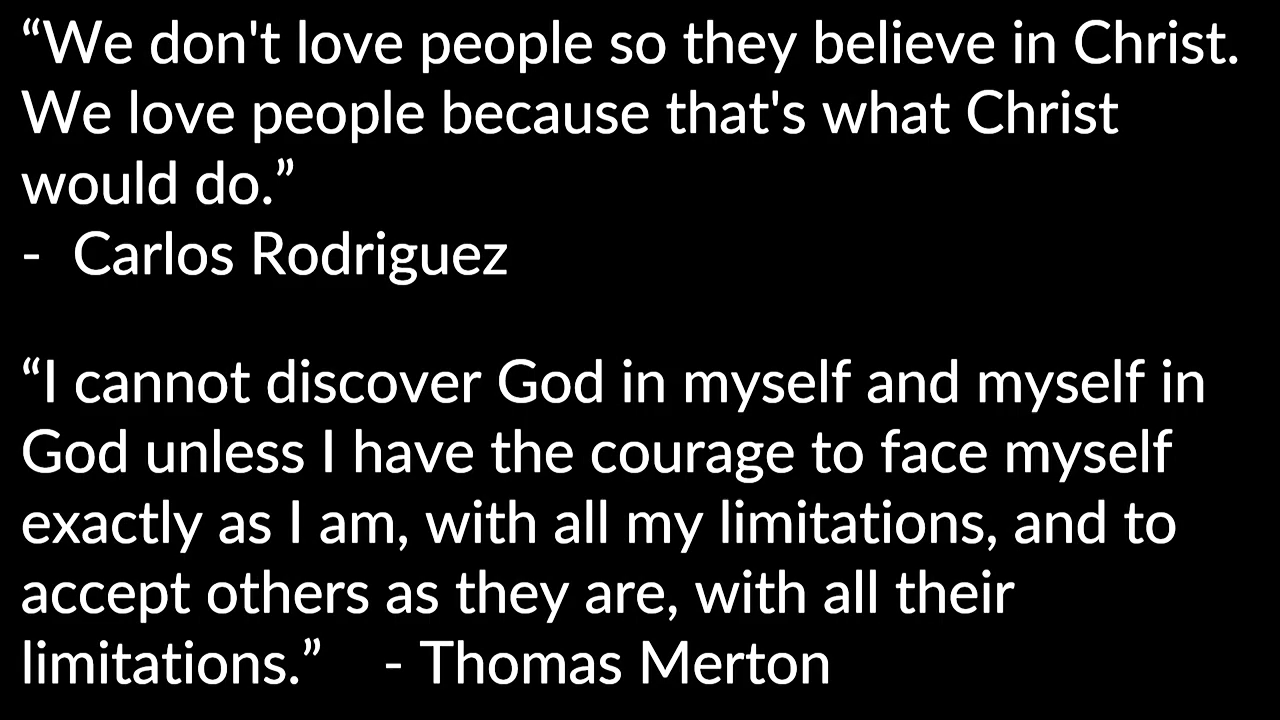 “We don't love people so they believe in Christ.
We love people because that's what Christ
would do.”
- Carlos Rodriguez
“I cannot discover God in myself and myself in
God unless I have the courage to face myself
exactly as I am, with all my limitations, and to
accept others as they are, with all their
limitations.” - Thomas Merton